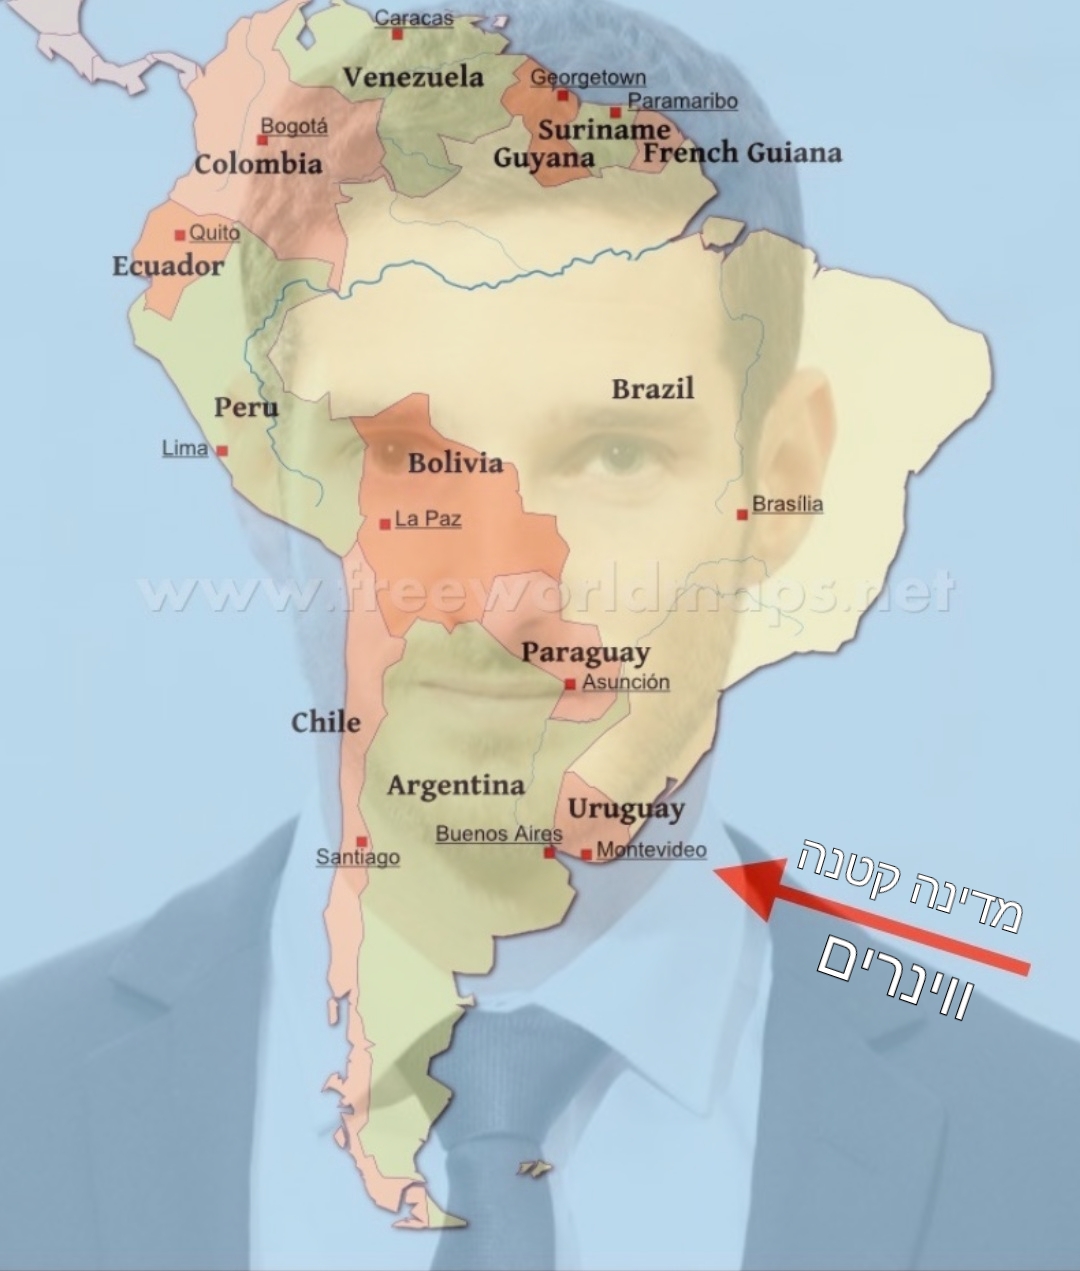 Caracas
Venezuela
Georgetown
Paramaribo
Suriname
Guyana
French Guiana
Bogotá
Colombia
Quito
Ecuador
Brazil
Peru
Lima
Bolivia
La Paz
Brasília
www.freeworldmaps.net
Paraguay
Asunción
Chile
Argentina
Uruguay
Buenos Aires
Montevideo
Santiago
מדינה קטנה
ווינרים